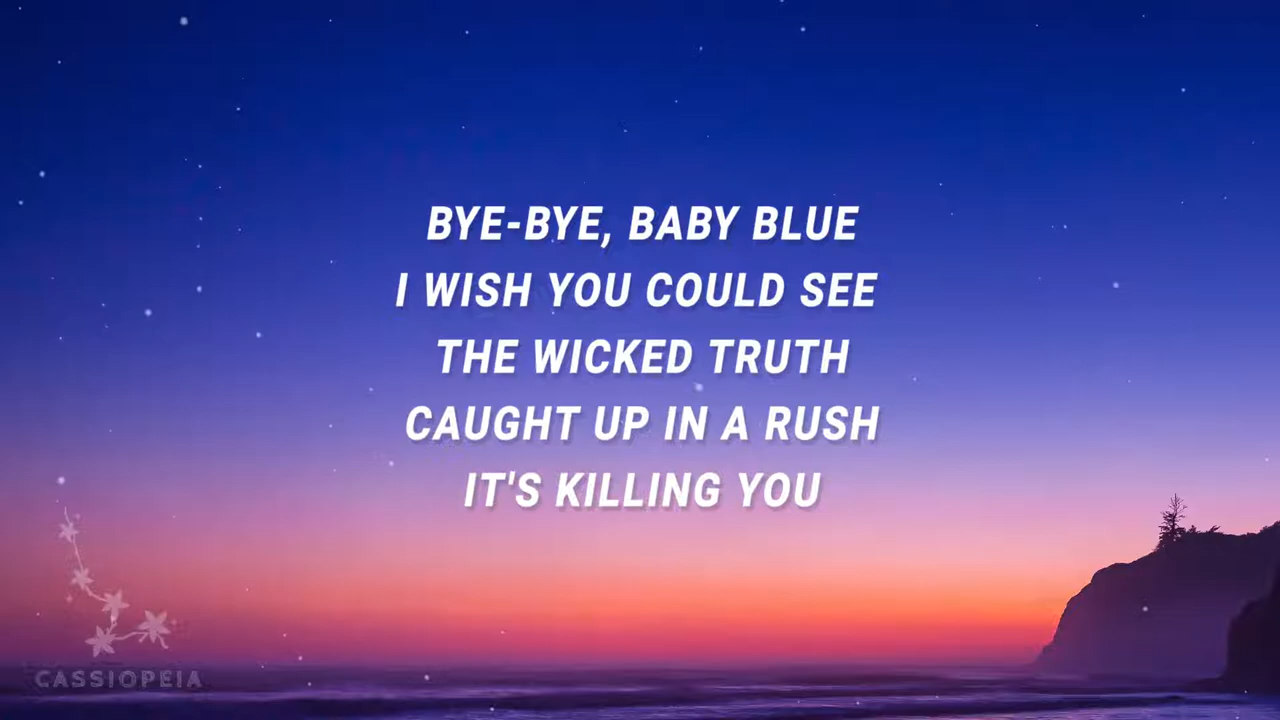 BYE-BYE, BABY BLUE
I WISH YOU COULD SEE
THE WICKED TRUTH
CAUGHT UP IN A RUSH
IT'S KILLING YOU
CASSIOPEIA